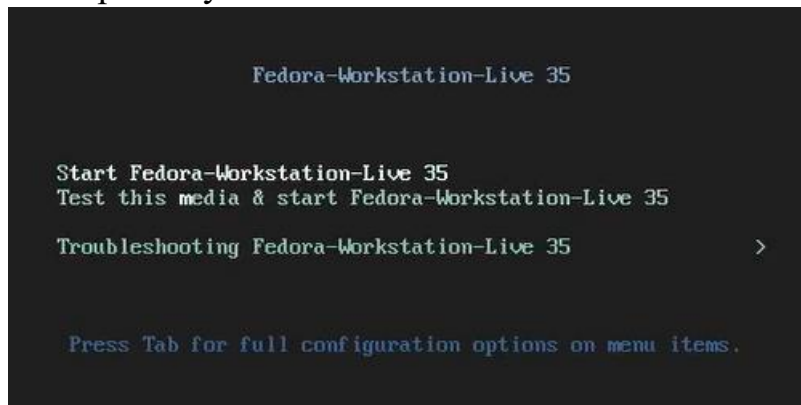 Fedora-Workstation-Live 35
Start Fedora-Workstation-Live 35
Test this media & start Fedora-Workstation-Live 35
Troubleshooting Fedora-Workstation-Live 35 >
Press Tab for full configuration options on menu items.